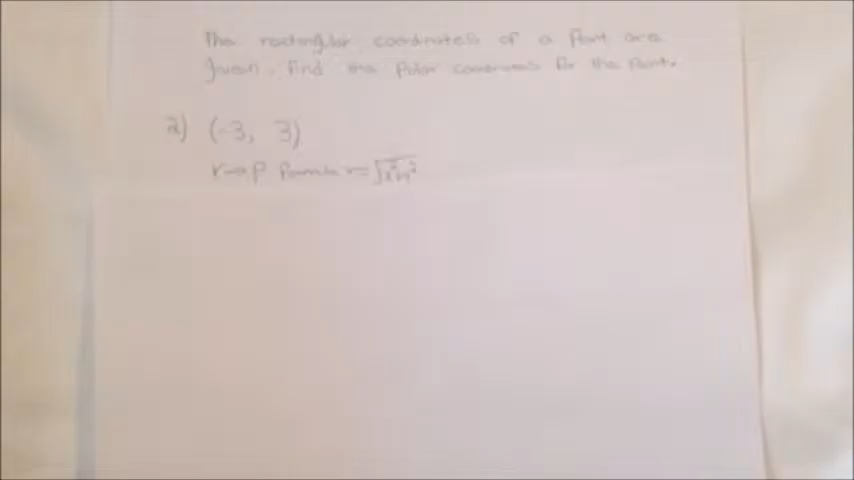 The rectangular coordinates of a point are
given. Find the Polar coordinates for the point.
2) (-3, 3)
r→p Formula r=√x²+y²